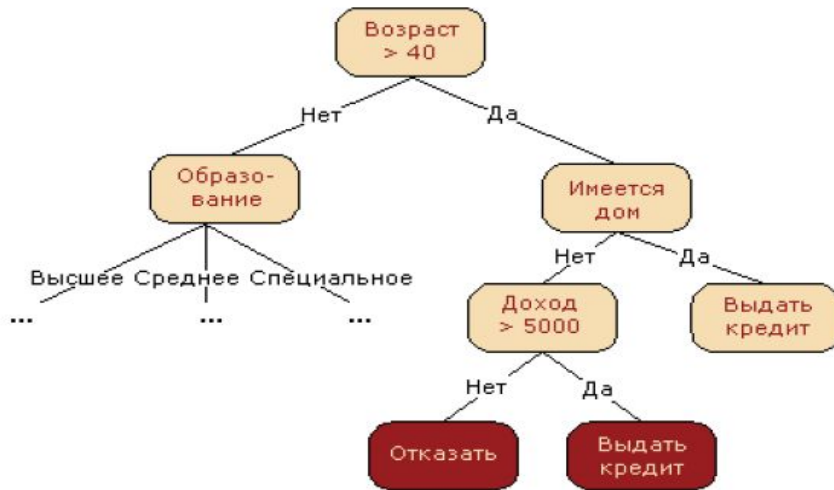 Возраст
> 40
Нет
Да
Образо-
вание
Имеется
дом
Высшее Среднее Специальное
... ... ...
Нет
Да
Доход
> 5000
Выдать
кредит
Нет
Да
Отказать
Выдать
кредит